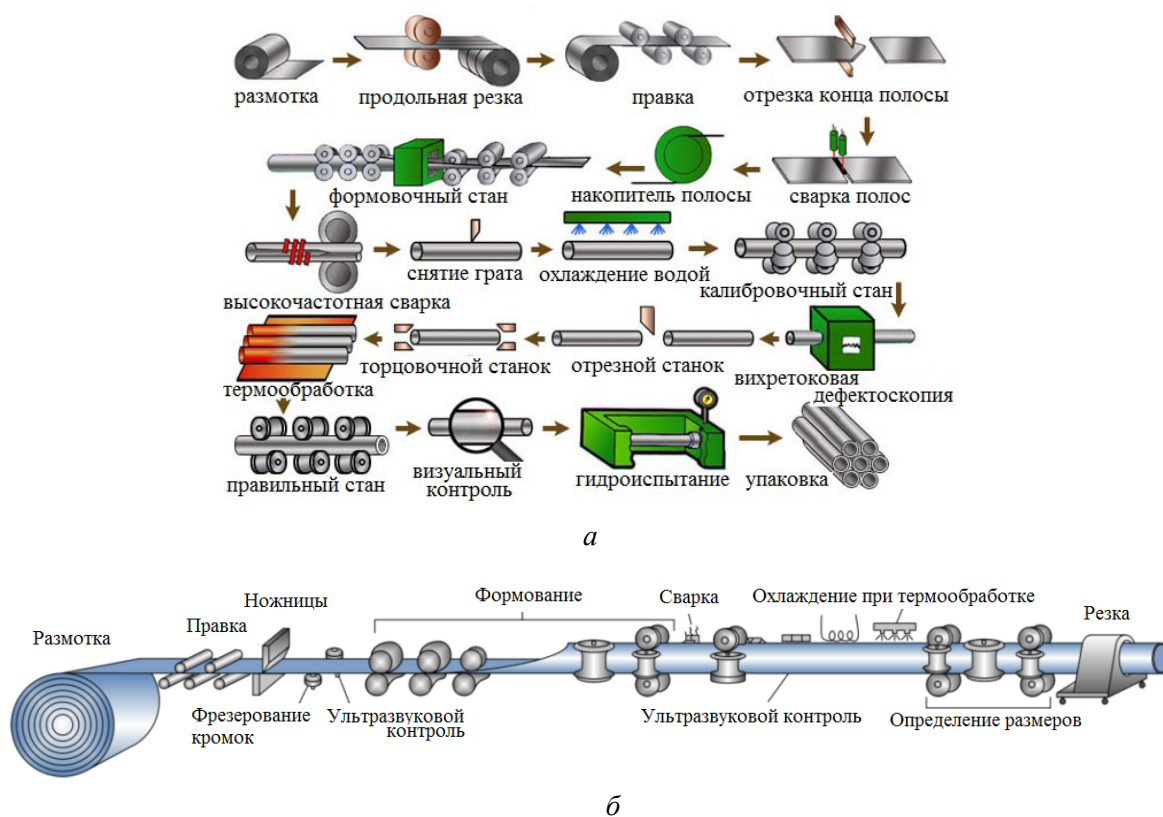 размотка
продольная резка
правка
отрезка конца полосы
формовочный стан
накопитель полосы
сварка полос
высокочастотная сварка
снятие грата
охлаждение водой
калибровочный стан
термообработка
торцовочной станок
отрезной станок
вихретоковая
дефектоскопия
правильный стан
визуальный
контроль
гидроиспытание
упаковка
а
Размотка
Правка
Ножницы
Формование
Сварка
Охлаждение при термообработке
Резка
Фрезерование
кромок
Ультразвуковой
контроль
Ультразвуковой контроль
Определение размеров
б